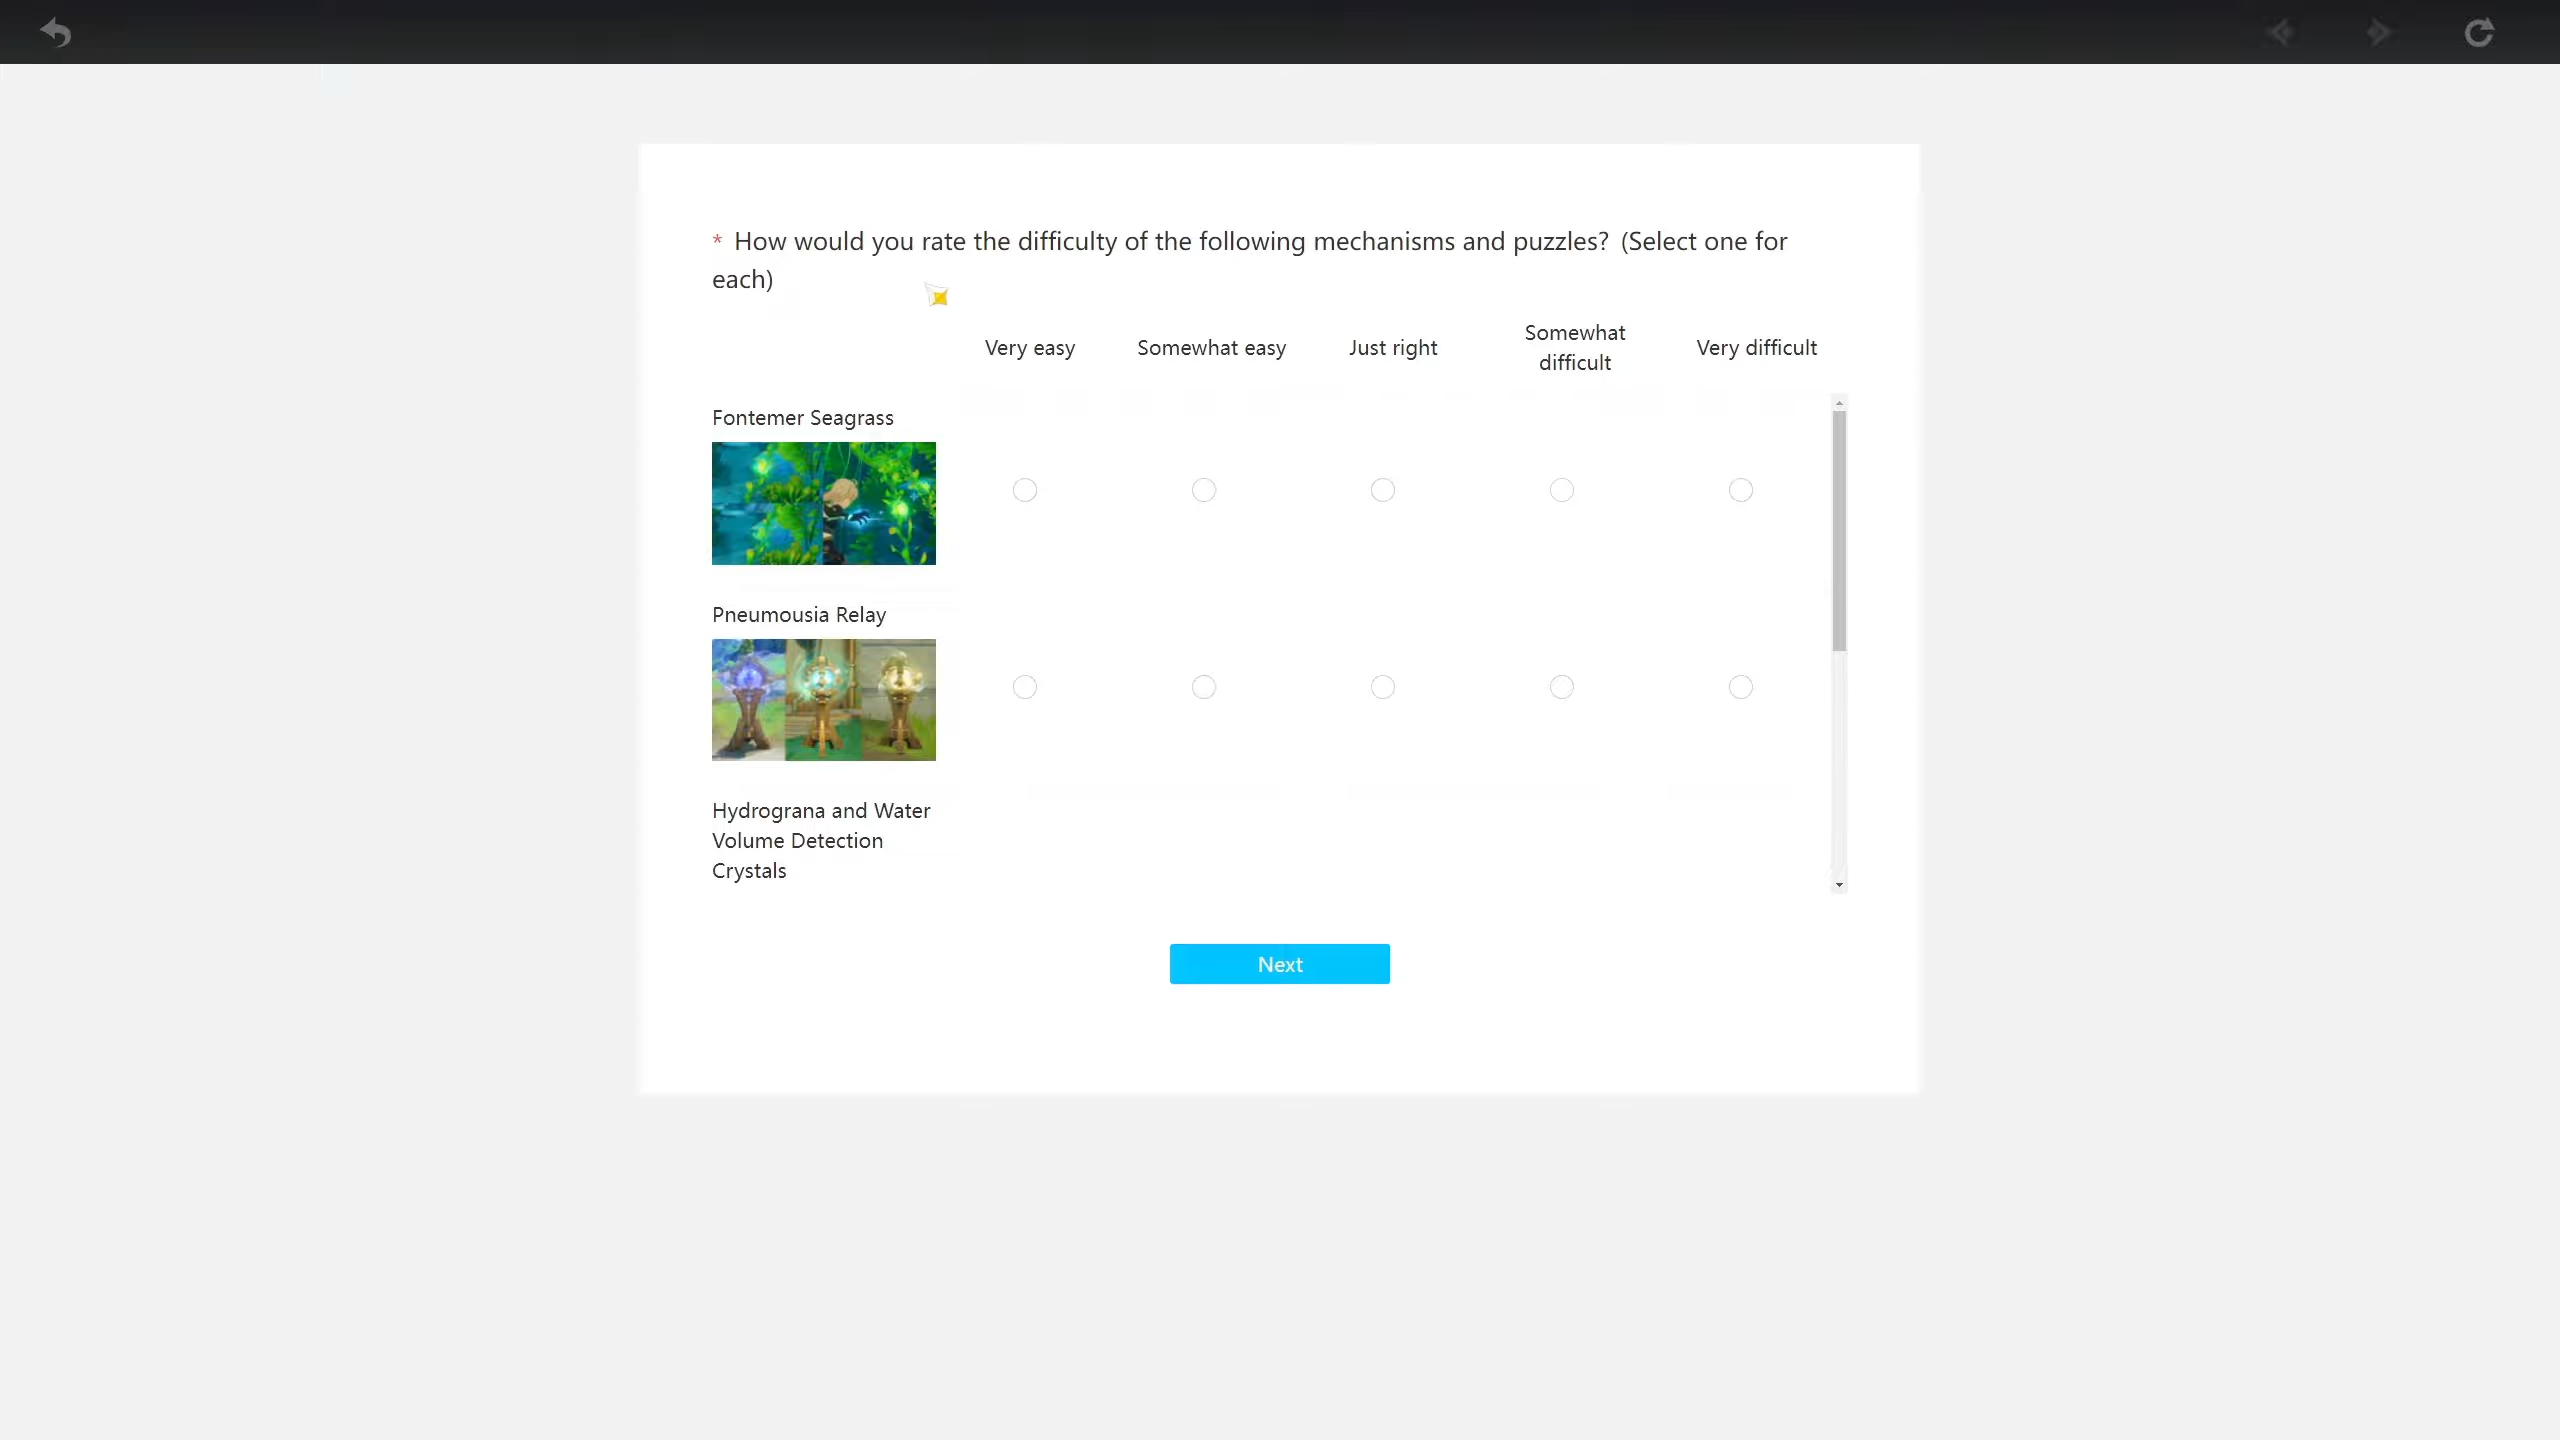 * How would you rate the difficulty of the following mechanisms and puzzles? (Select one for
each)
Very easy
Somewhat easy
Just right
Somewhat
difficult
Very difficult
Fontemer Seagrass
Pneumousia Relay
Hydrograna and Water
Volume Detection
Crystals
Next